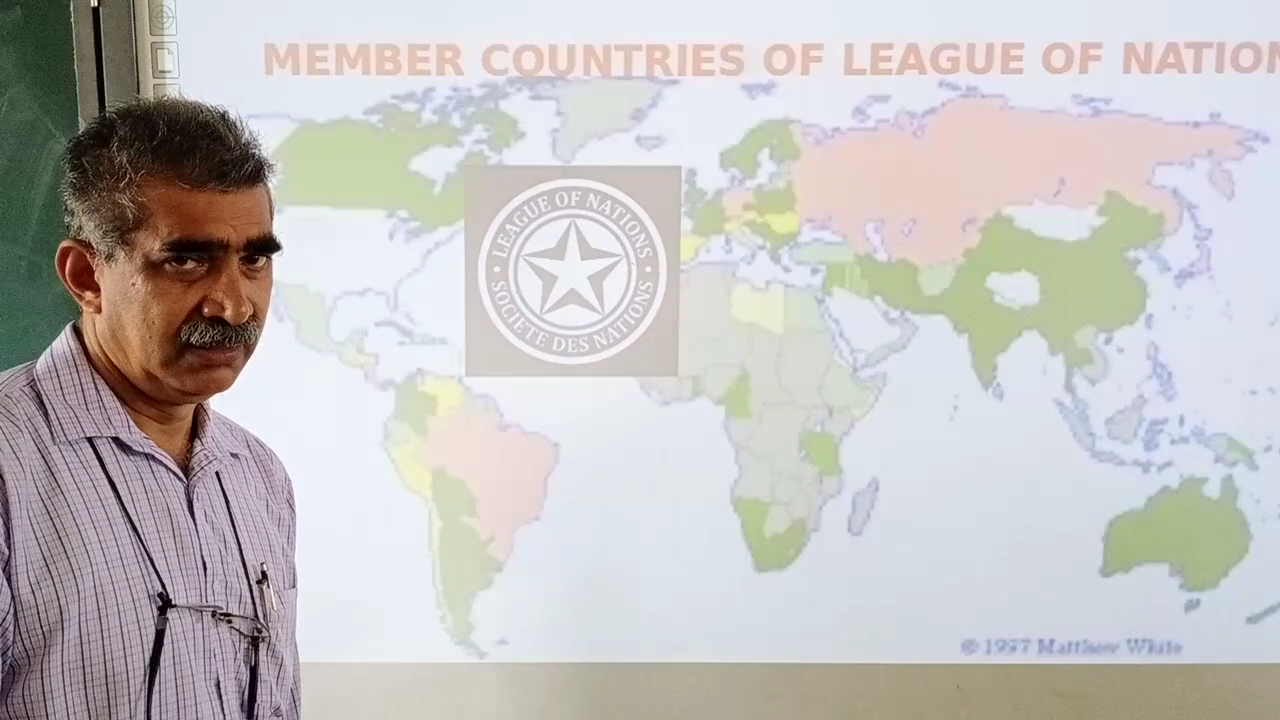 MEMBER COUNTRIES OF LEAGUE OF NATION
LEAGUE OF NATIONS
SOCIETE DES NATIONS
© 1997 Matthew White